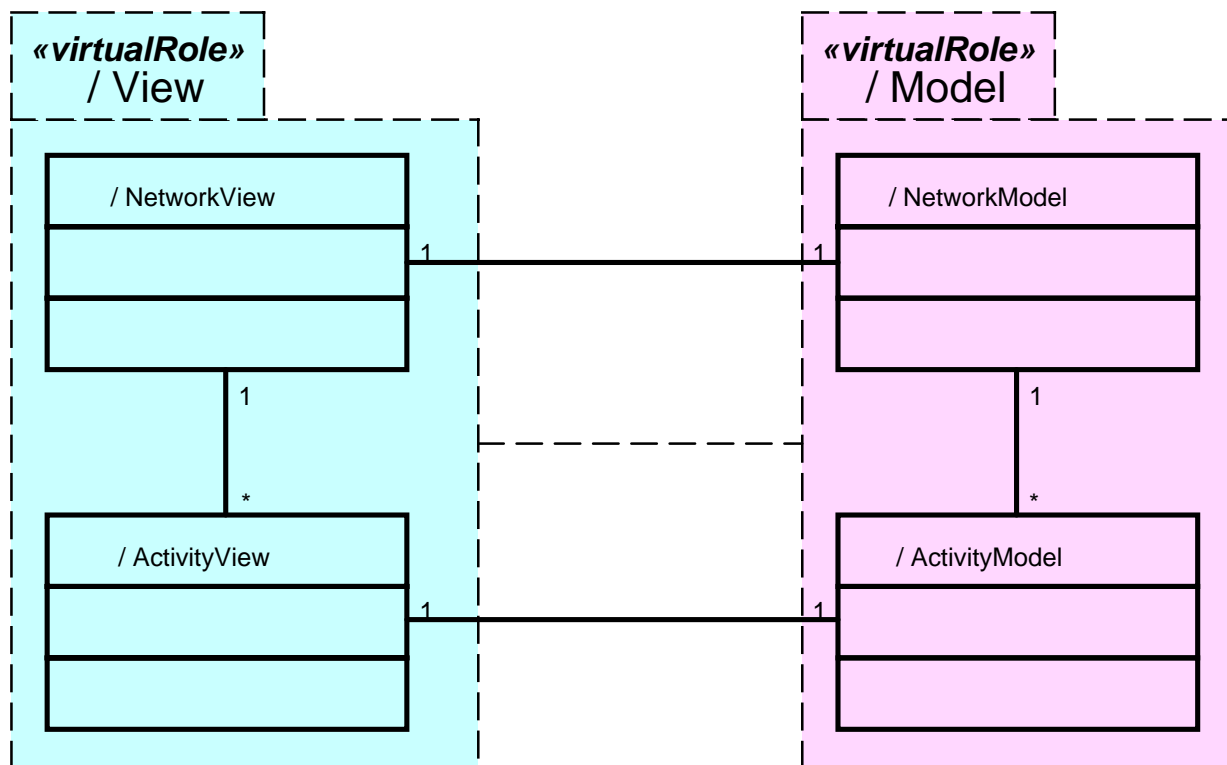 «virtualRole»
/ View
«virtualRole»
/ Model
/ NetworkView
/ NetworkModel
1
1
1
1
*
*
/ ActivityView
/ ActivityModel
1
1